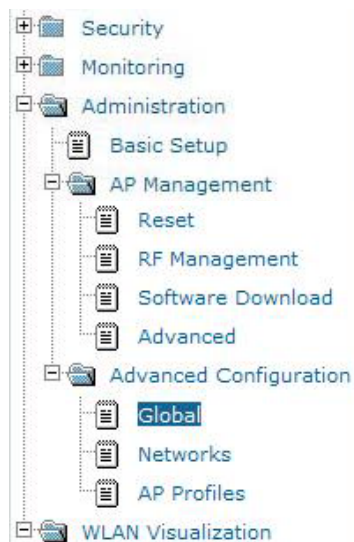 Security
Monitoring
Administration
Basic Setup
AP Management
Reset
RF Management
Software Download
Advanced
Advanced Configuration
Global
Networks
AP Profiles
WLAN Visualization